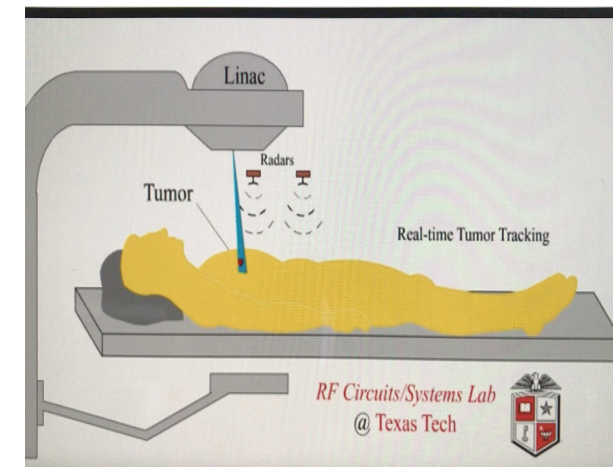 Linac
Radars
Tumor
Real-time Tumor Tracking
RF Circuits/Systems Lab
@ Texas Tech